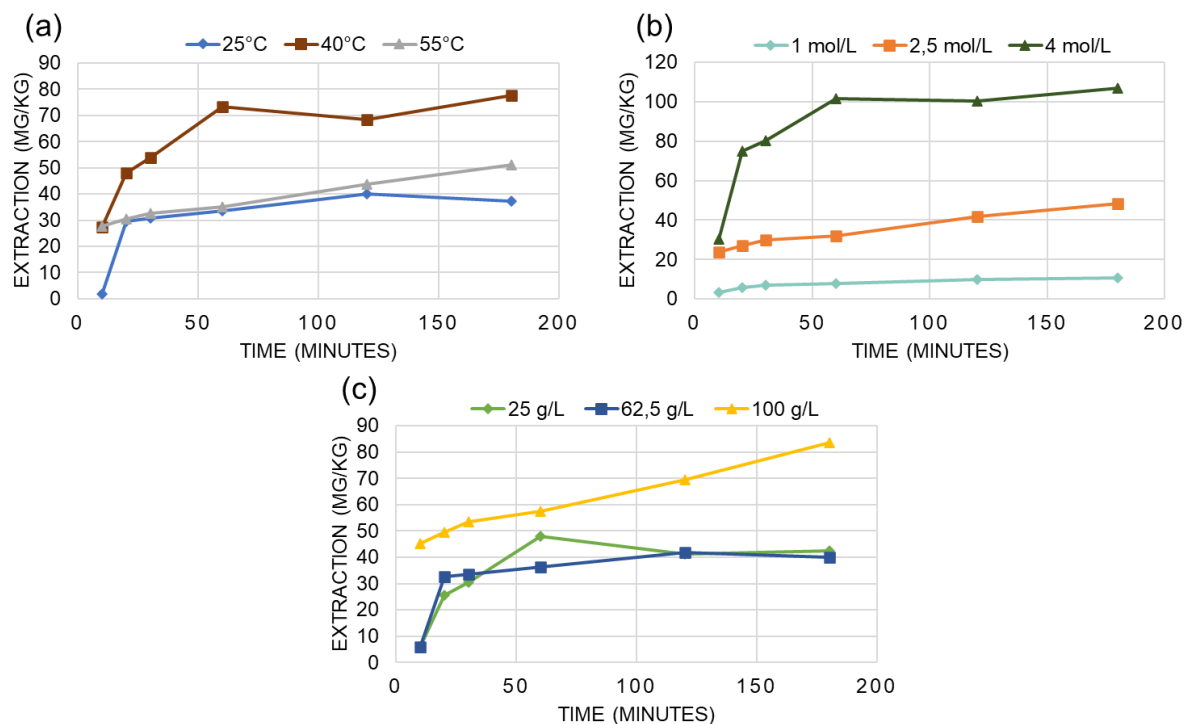 (a)
25°C 40°C 55°C
EXTRACTION (MG/KG)
90
80
70
60
50
40
30
20
10
0
0 50 100 150 200
TIME (MINUTES)
(b)
1 mol/L 2,5 mol/L 4 mol/L
EXTRACTION (MG/KG)
120
100
80
60
40
20
0
0 50 100 150 200
TIME (MINUTES)
(c)
25 g/L 62,5 g/L 100 g/L
EXTRACTION (MG/KG)
90
80
70
60
50
40
30
20
10
0
0 50 100 150 200
TIME (MINUTES)